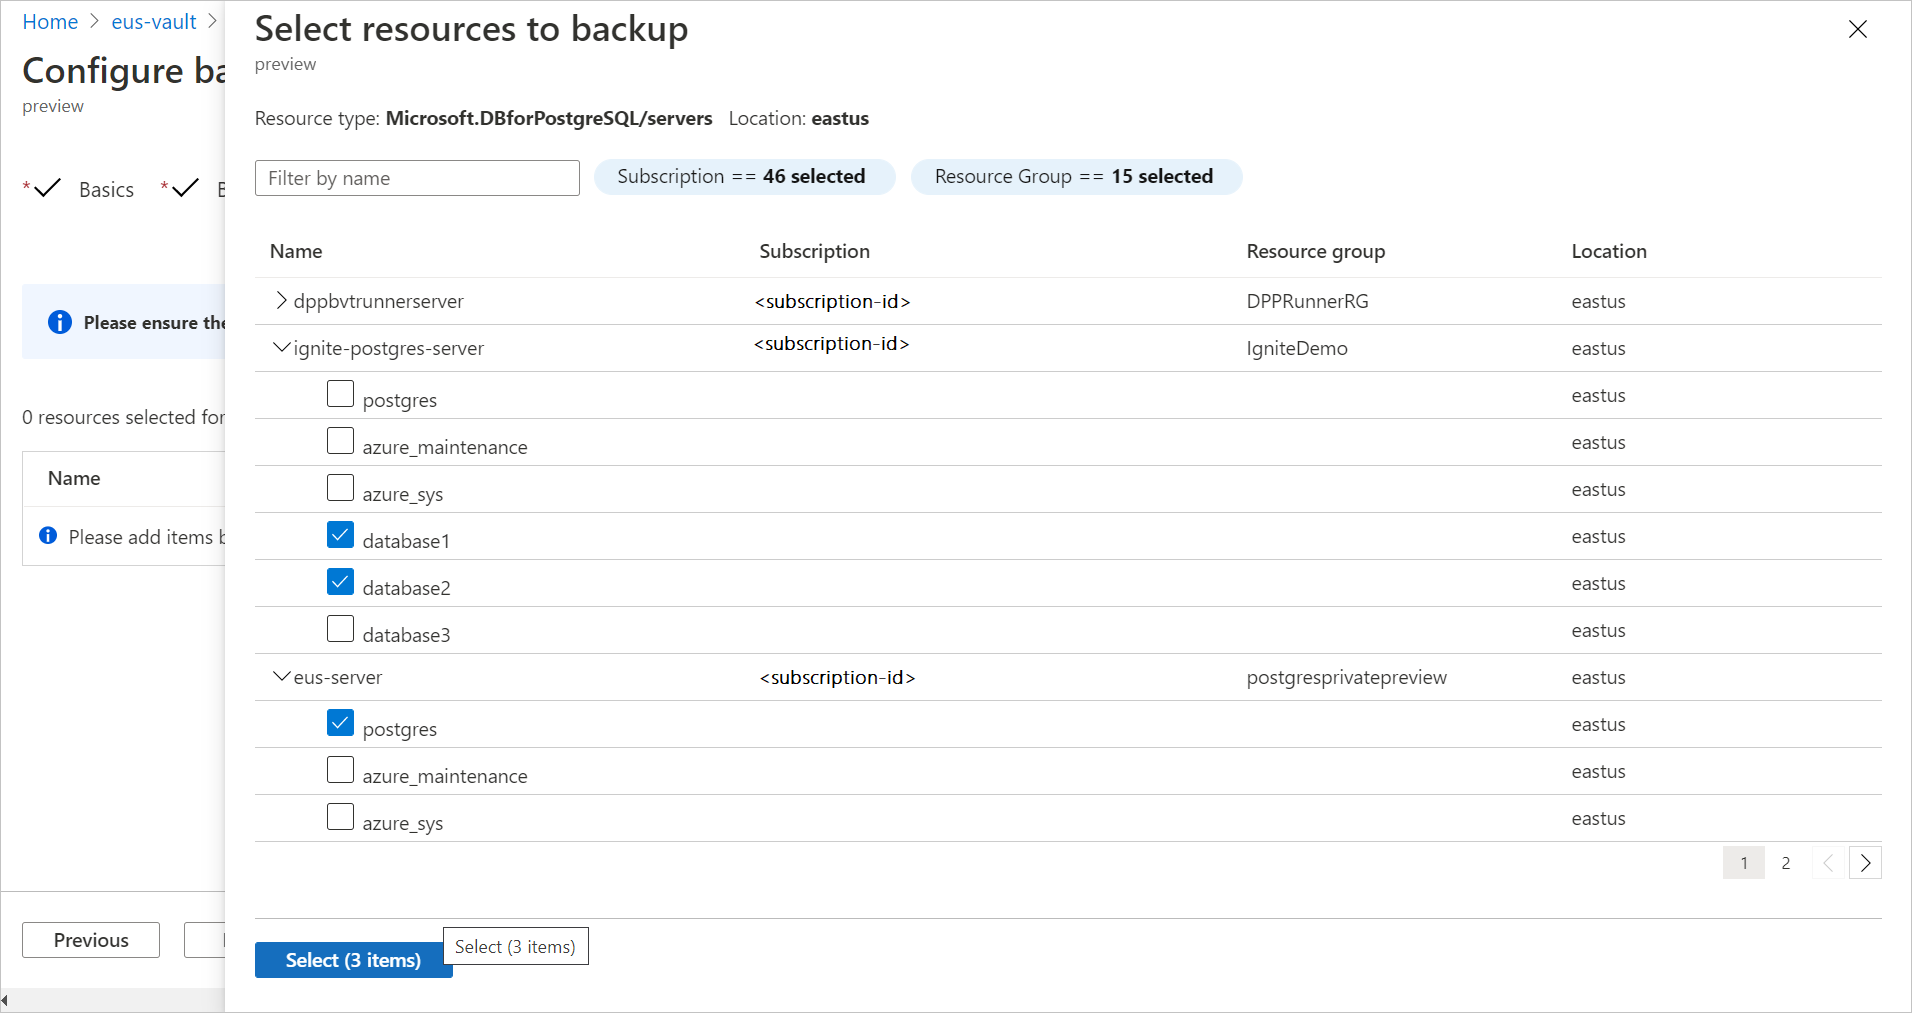 Home > eus-vault >
Configure ba
preview
* Basics * B
Please ensure the
0 resources selected for
Name
Please add items b
Previous
Select resources to backup
preview
Resource type: Microsoft.DBforPostgreSQL/servers Location: eastus
Filter by name Subscription == 46 selected Resource Group == 15 selected
Name Subscription Resource group Location
dppbvtrunnerserver <subscription-id> DPPRunnerRG eastus
ignite-postgres-server <subscription-id> IgniteDemo eastus
postgres eastus
azure_maintenance eastus
azure_sys eastus
database1 eastus
database2 eastus
database3 eastus
eus-server <subscription-id> postgresprivatepreview eastus
postgres eastus
azure_maintenance eastus
azure_sys eastus
1 2
Select (3 items)
Select (3 items)